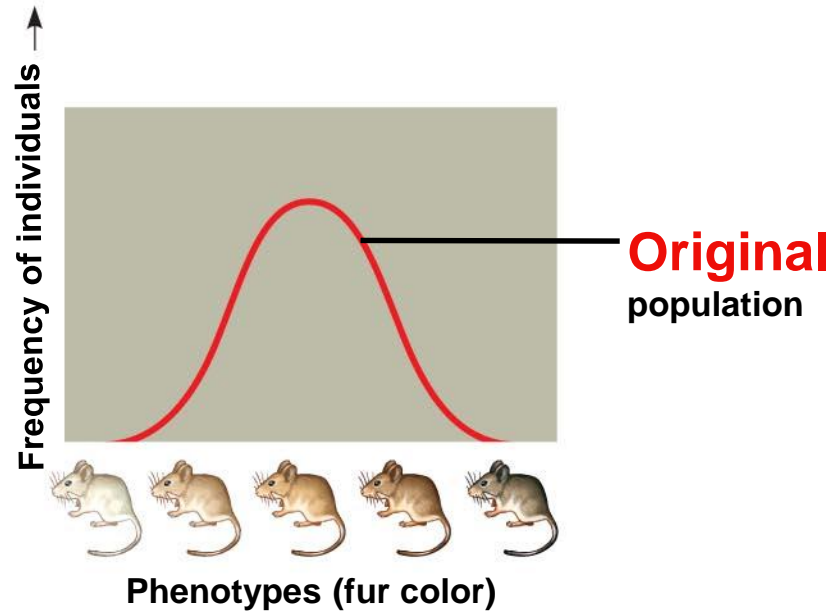 Frequency of individuals
Original
population
Phenotypes (fur color)